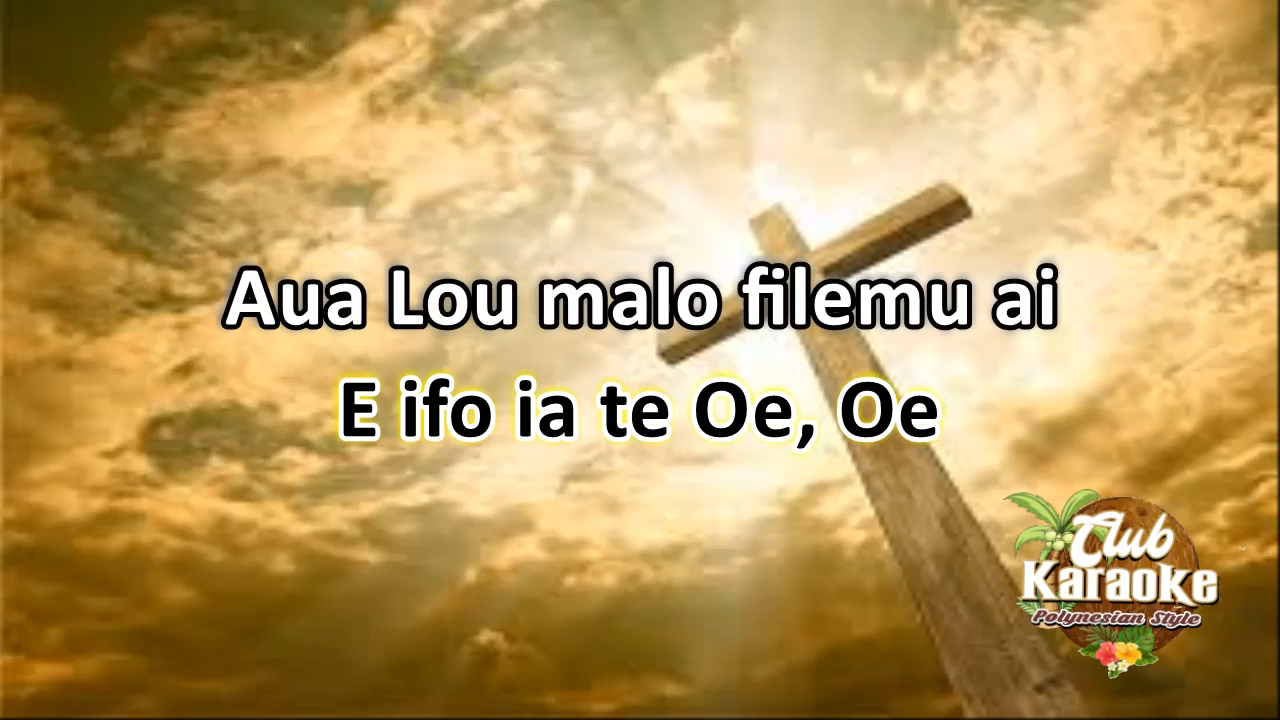 Aua Lou malo filemu ai
E ifo ia te Oe, Oe
Club
Karaoke
Polynesian Style